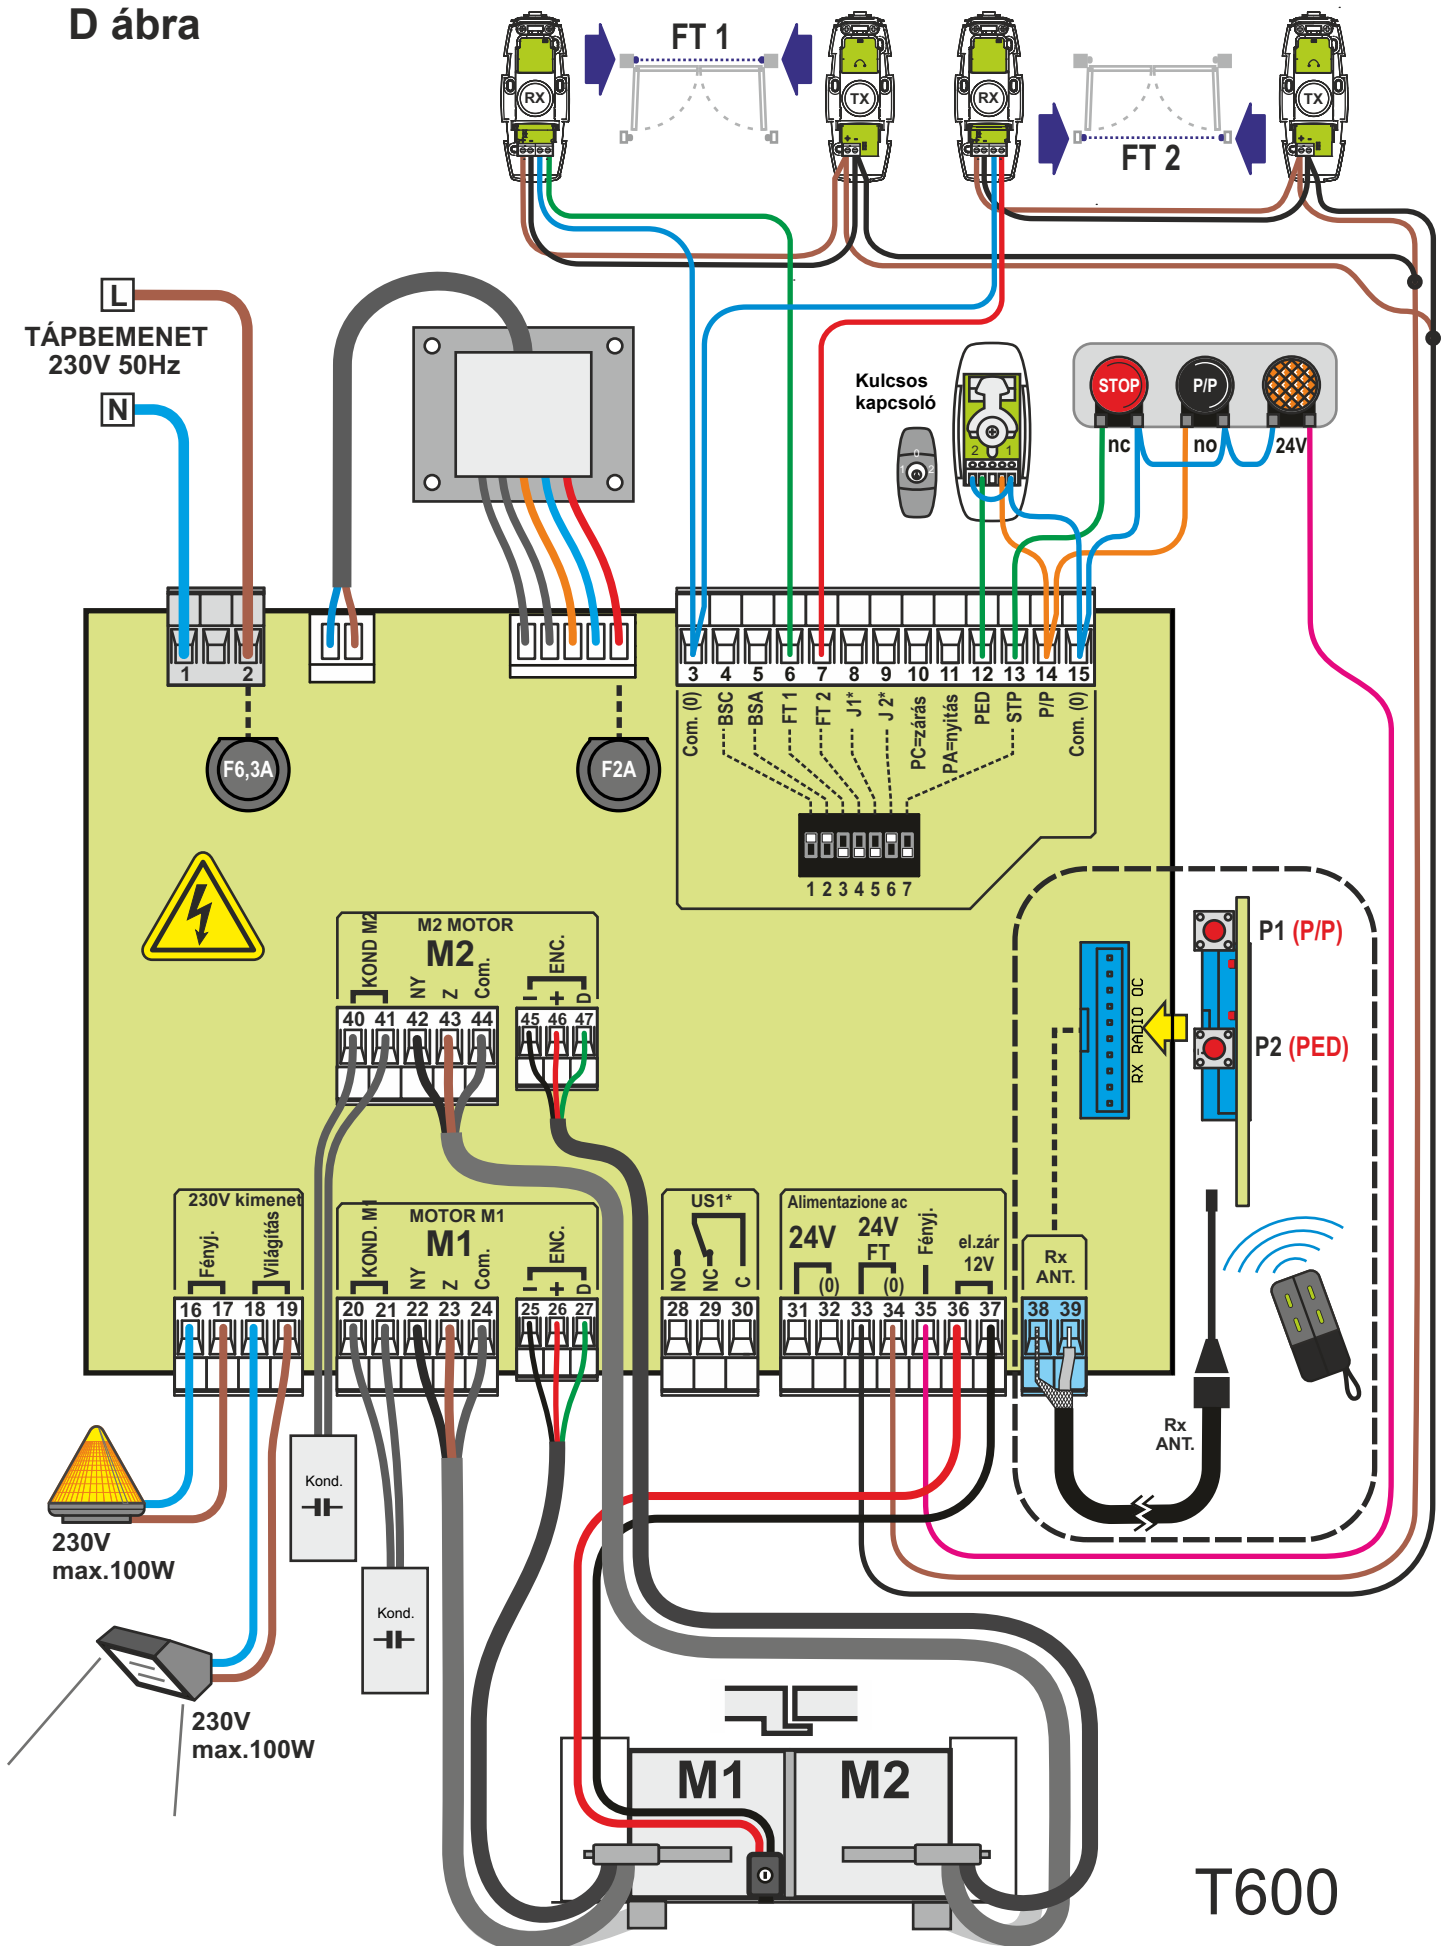 D ábra
FT 1
RX
TX
RX
TX
FT 2
L
TÁPBEMENET
230V 50Hz
N
Kulcsos
kapcsoló
0
1 2
2 1
STOP
P/P
nc
no
24V
1 2
3 4 5 6 7 8 9 10 11 12 13 14 15
Com. (0)
BSC
BSA
FT 1
FT 2
J1*
J 2*
PC=zárás
PA=nyitás
PED
STP
P/P
Com. (0)
F6,3A
F2A
1 2 3 4 5 6 7
M2 MOTOR
M2
KOND M2
NY
Z
Com.
ENC.
− + D
40 41 42 43 44
45 46 47
P1 (P/P)
P2 (PED)
RX RADIO OC
230V kimenet
Fényj.
Világítás
16 17 18 19
MOTOR M1
M1
KOND. M1
NY
Z
Com.
ENC.
− + D
20 21 22 23 24
25 26 27
US1*
NO
NC
C
28 29 30
Alimentazione ac
24V
(0)
24V
FT
(0)
Fényj.
el.zár
12V
31 32 33 34 35 36 37
Rx
ANT.
38 39
Rx
ANT.
230V
max.100W
Kond.
Kond.
230V
max.100W
M1
M2
T600